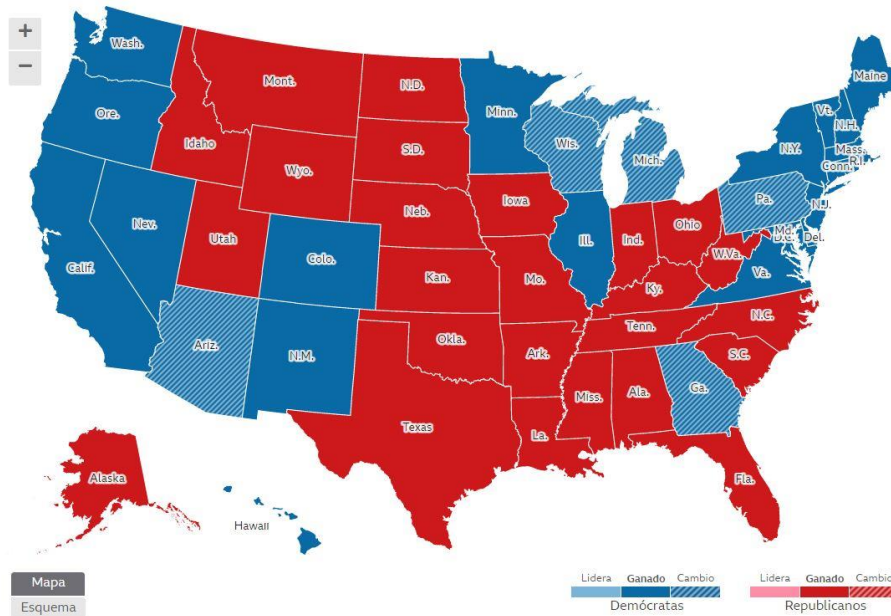 +
−
Wash.
Ore.
Calif.
Nev.
Idaho
Mont.
Wyo.
Utah
Colo.
Ariz.
N.M.
N.D.
S.D.
Neb.
Kan.
Okla.
Texas
Minn.
Iowa
Mo.
Ark.
La.
Wis.
Ill.
Mich.
Ind.
Ohio
Ky.
Tenn.
Miss.
Ala.
Ga.
Fla.
S.C.
N.C.
Va.
W.Va.
Pa.
Md.
D.C.
Del.
N.J.
N.Y.
Conn.
R.I.
Mass.
Vt.
N.H.
Maine
Alaska
Hawaii
Mapa
Esquema
Lidera Ganado Cambio
Demócratas
Lidera Ganado Cambio
Republicanos